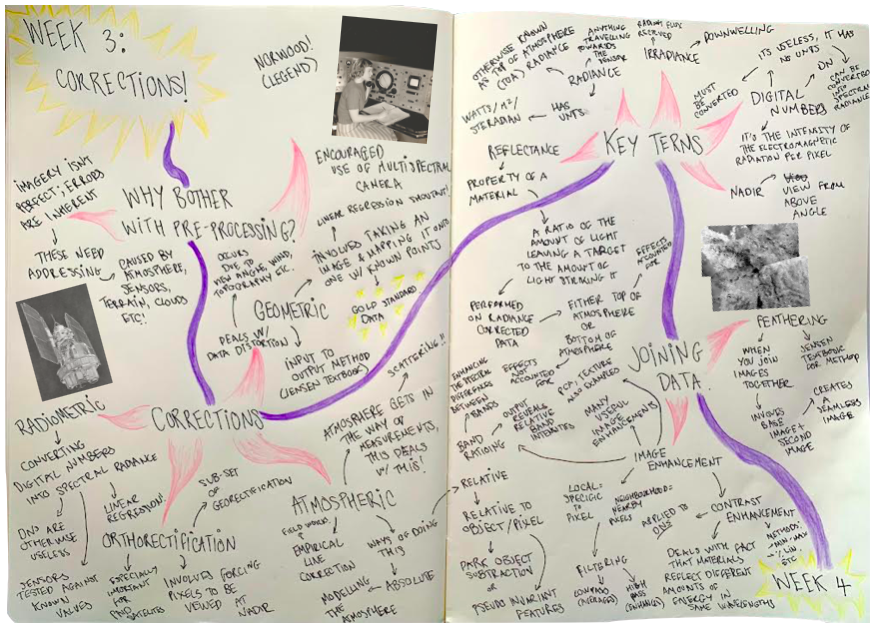 WEEK 3:
CORRECTIONS!
NORWOOD!
(LEGEND)
ENCOURAGED
USE OF MULTISPECTRAL
CAMERA
IMAGERY ISN'T
PERFECT; ERRORS
ARE INHERENT
THESE NEED
ADDRESSING
CAUSED BY
ATMOSPHERE,
SENSORS,
TERRAIN, CLOUDS
ETC!
WHY BOTHER
WITH PRE-PROCESSING?
OCCURS
DUE TO
VIEW ANGLE, WIND,
TOPOGRAPHY ETC.
GEOMETRIC
DEALS W/
DATA DISTORTION
LINEAR REGRESSION
INVOLVES TAKING AN
IMAGE & MAPPING IT ONTO
ONE W/ KNOWN POINTS
GOLD STANDARD
DATA
INPUT TO
OUTPUT METHOD
(JENSEN TEXTBOOK)
CORRECTIONS
RADIOMETRIC
CONVERTING
DIGITAL NUMBERS
INTO SPECTRAL RADIANCE
DNS ARE
OTHERWISE
USELESS
SENSORS
TESTED AGAINST
KNOWN
VALUES
LINEAR
REGRESSION!
SUB-SET
OF
GEORECTIFICATION
ORTHORECTIFICATION
ESPECIALLY
IMPORTANT
FOR
SATELLITES
INVOLVES FORCING
PIXELS TO BE
VIEWED AT
NADIR
SCATTERING!!
ATMOSPHERE GETS IN
THE WAY OF
MEASUREMENTS,
THIS DEALS
W/ THIS!
ATMOSPHERIC
FIELD WORK!
EMPIRICAL
LINE
CORRECTION
WAYS OF DOING
THIS
ABSOLUTE
MODELLING
THE
ATMOSPHERE
RELATIVE
RELATIVE TO
OBJECT/PIXEL
DARK OBJECT
SUBTRACTION
OR
PSEUDO INVARIANT
FEATURES
KEY TERMS
OTHERWISE KNOWN
AS TOP OF ATMOSPHERE
(TOA) RADIANCE
ANYTHING
TRAVELLING
TOWARDS
THE
SENSOR
RADIANCE
HAS
UNITS
WATTS/M²/
STERADIAN
RADIANT FLUX
RECEIVED
IRRADIANCE
DOWNWELLING
ITS USELESS, IT HAS
NO UNITS
MUST
BE
CONVERTED
DN
CAN BE
CONVERTED
INTO
SPECTRAL
RADIANCE
DIGITAL
NUMBERS
IT'S THE INTENSITY OF
THE ELECTROMAGNETIC
RADIATION PER PIXEL
NADIR
VIEW FROM
ABOVE
ANGLE
REFLECTANCE
PROPERTY OF A
MATERIAL
A RATIO OF THE
AMOUNT OF LIGHT
LEAVING A TARGET
TO THE AMOUNT OF
LIGHT STRIKING IT
PERFORMED
ON RADIANCE
CORRECTED
DATA
EITHER TOP OF
ATMOSPHERE
OR
BOTTOM OF
ATMOSPHERE
EFFECTS
ACCOUNTED
FOR
EFFECTS
NOT
ACCOUNTED
FOR
JOINING
DATA
FEATHERING
WHEN
YOU JOIN
IMAGES
TOGETHER
INVOLVES
BASE
IMAGE +
SECOND
IMAGE
JENSEN
TEXTBOOK
FOR METHOD
CREATES
A
SEAMLESS
IMAGE
PCA, TEXTURE
ALSO EXAMPLES
MANY
USEFUL
IMAGE
ENHANCEMENTS
IMAGE
ENHANCEMENT
ENHANCING
THE SPECTRAL
DIFFERENCES
BETWEEN
BANDS
BAND
RATIOING
OUTPUT
REVEALS
RELATIVE
BAND
INTENSITIES
LOCAL=
SPECIFIC
TO
PIXEL
NEIGHBOURHOOD=
NEARBY
PIXELS
FILTERING
LOWPASS
(AVERAGES)
HIGH
PASS
(ENHANCES)
APPLIED TO
DNS
CONTRAST
ENHANCEMENT
METHODS:
MIN-MAX
% LIN
ETC
DEALS WITH FACT
THAT MATERIALS
REFLECT DIFFERENT
AMOUNTS OF
ENERGY IN
SAME WAVELENGTHS
WEEK 4